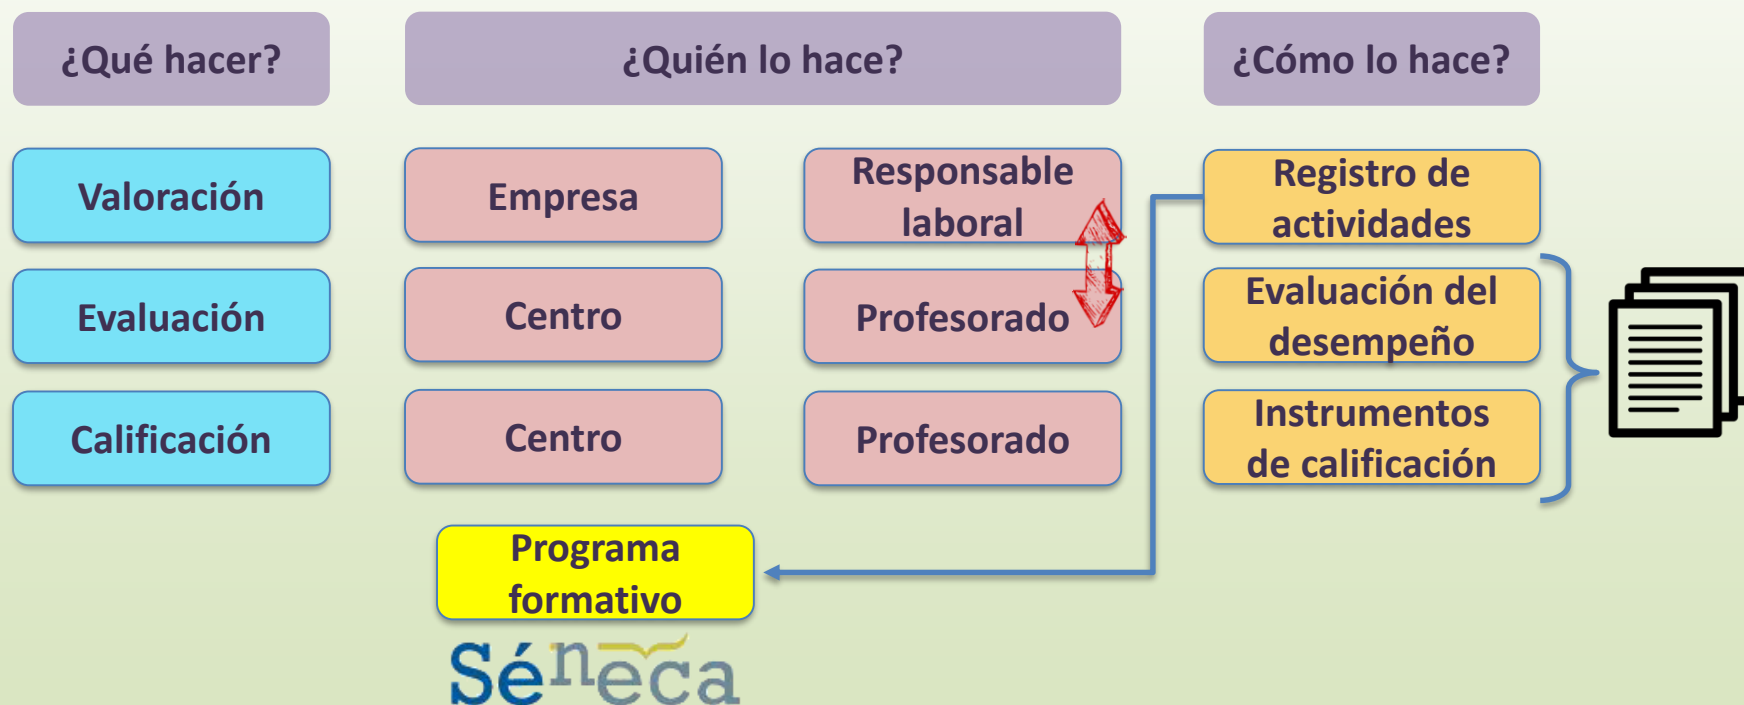 ¿Qué hacer?
¿Quién lo hace?
¿Cómo lo hace?
Valoración
Empresa
Responsable
laboral
Registro de
actividades
Evaluación
Centro
Profesorado
Evaluación del
desempeño
Calificación
Centro
Profesorado
Instrumentos
de calificación
Programa
formativo
Séneca